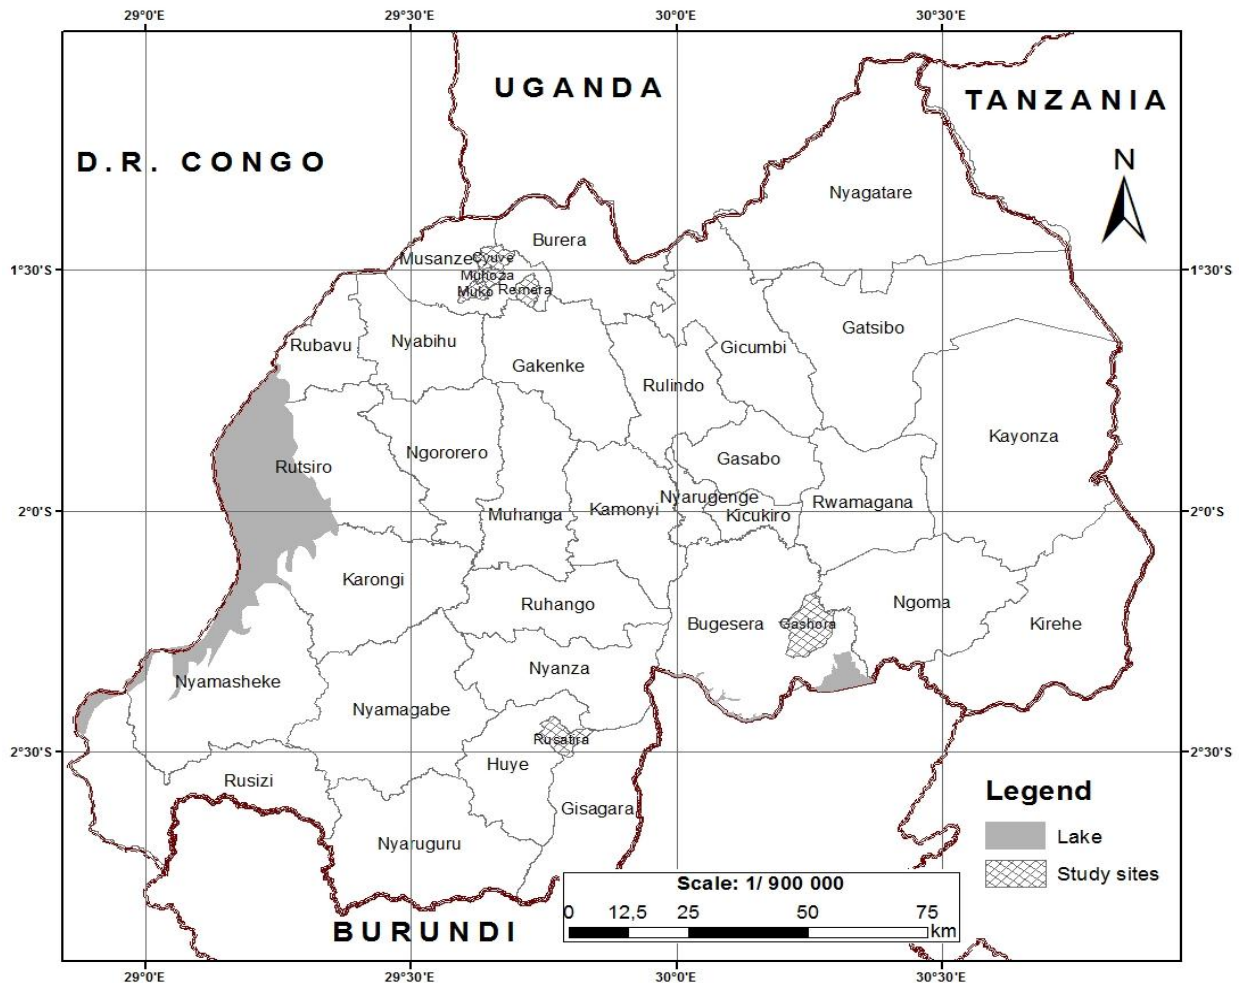 29°0'E 29°30'E 30°0'E 30°30'E
UGANDA
TANZANIA
D.R. CONGO
N
Nyagatare
Burera
Musanze
Cyuve
1°30'S
1°30'S
Muhoza
Muko
Remera
Gatsibo
Rubavu
Nyabihu
Gicumbi
Gakenke
Rulindo
Kayonza
Ngororero
Gasabo
Rutsiro
Nyarugenge
Rwamagana
Kamonyi
Muhanga
Kicukiro
2°0'S
2°0'S
Karongi
Ruhango
Ngoma
Bugesera
Gashora
Kirehe
Nyanza
Nyamasheke
Nyamagabe
Rusatira
2°30'S
2°30'S
Huye
Rusizi
Gisagara
Nyaruguru
Legend
Lake
Study sites
Scale: 1/ 900 000
0 12,5 25 50 75
km
BURUNDI
29°0'E 29°30'E 30°0'E 30°30'E